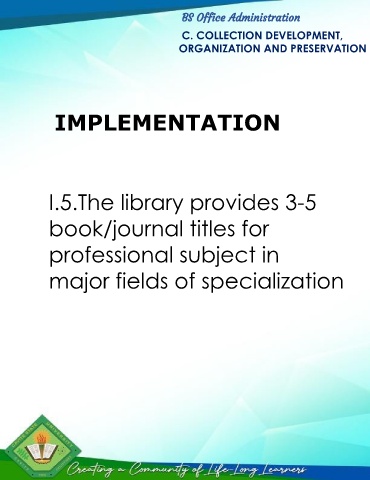 BS Office Administration
C. COLLECTION DEVELOPMENT,
ORGANIZATION AND PRESERVATION
IMPLEMENTATION
I.5.The library provides 3-5
book/journal titles for
professional subject in
major fields of specialization
Creating a Community of Life-Long Learners